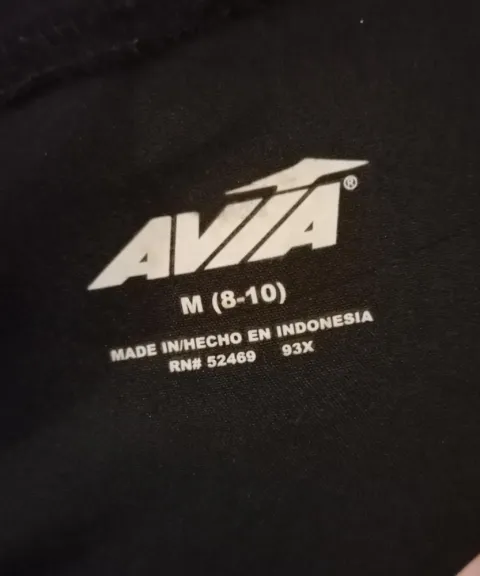 AVIA®
M (8-10)
MADE IN/HECHO EN INDONESIA
RN# 52469 93X